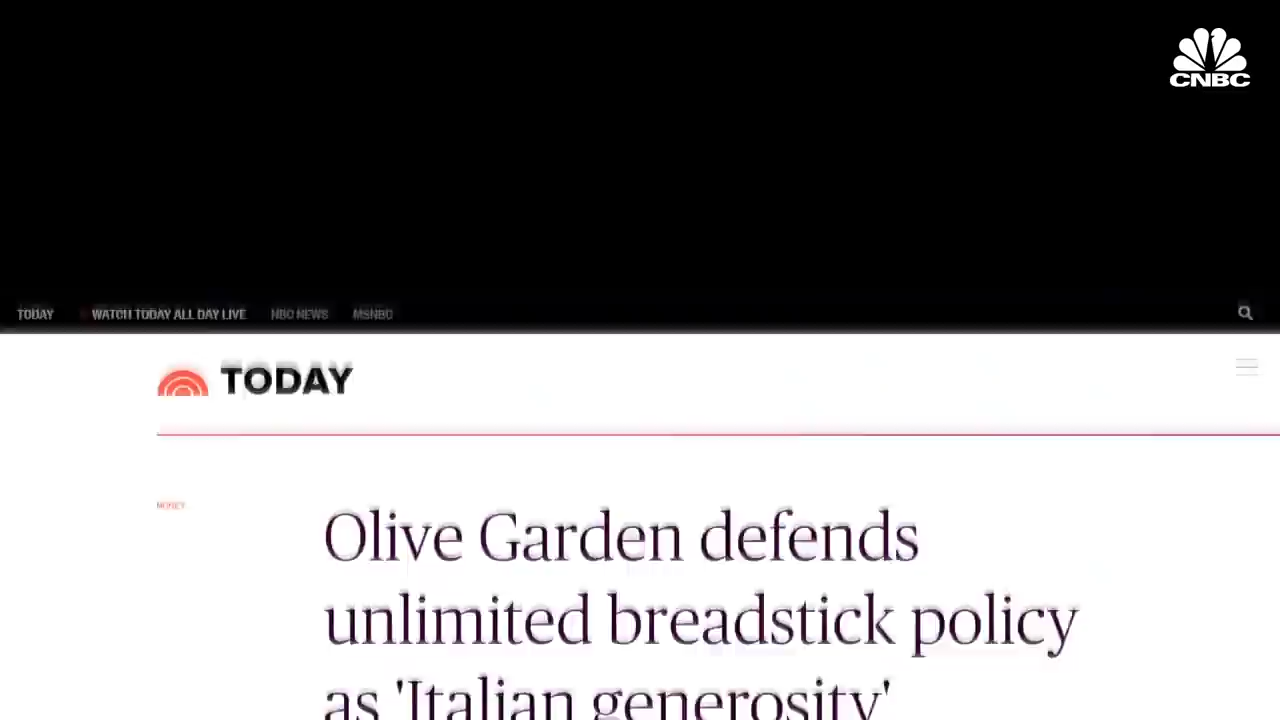 CNBC
TODAY WATCH TODAY ALL DAY LIVE NBC NEWS MSNBC
TODAY
MONEY
Olive Garden defends
unlimited breadstick policy
as 'Italian generosity'